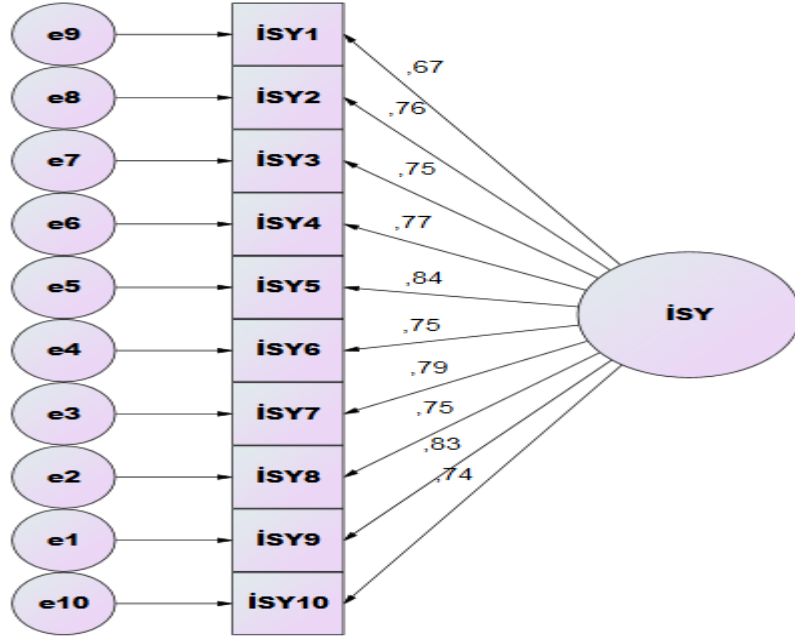 e9 İSY1
,67
e8 İSY2
,76
e7 İSY3
,75
e6 İSY4
,77
e5 İSY5
,84
İSY
e4 İSY6
,75
e3 İSY7
,79
e2 İSY8
,75
e1 İSY9
,83
e10 İSY10
,74